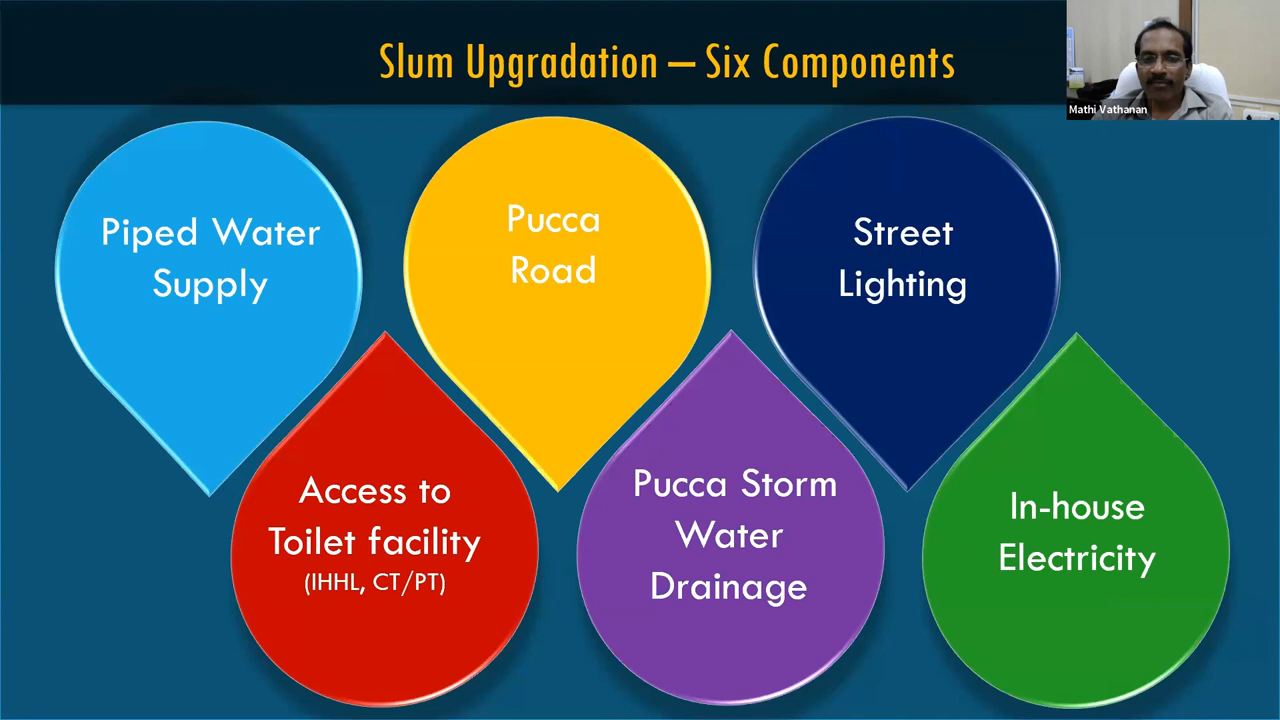 Slum Upgradation – Six Components
Mathi Vathanan
Piped Water
Supply
Pucca
Road
Street
Lighting
Access to
Toilet facility
(IHHL, CT/PT)
Pucca Storm
Water
Drainage
In-house
Electricity